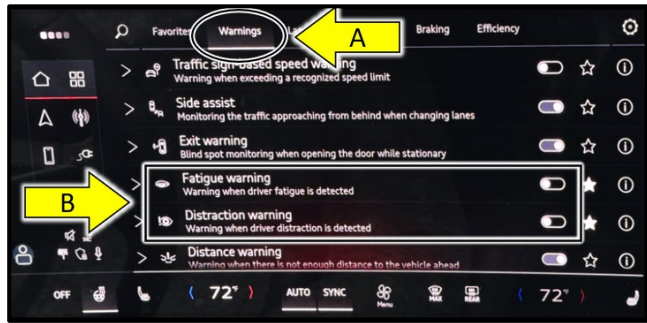 Favorites Warnings Braking Efficiency
A
Traffic sign-based speed warning
Warning when exceeding a recognized speed limit
Side assist
Monitoring the traffic approaching from behind when changing lanes
Exit warning
Blind spot monitoring when opening the door while stationary
Fatigue warning
Warning when driver fatigue is detected
B
Distraction warning
Warning when driver distraction is detected
Distance warning
Warning when there is not enough distance to the vehicle ahead
OFF 72°F AUTO SYNC Menu MAX REAR 72°F